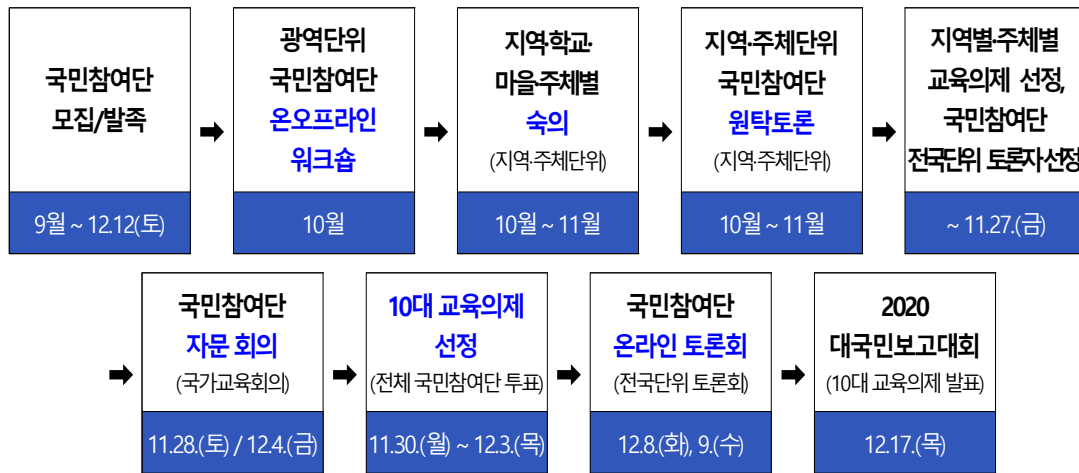 국민참여단
모집/발족
9월 ~ 12.12(토)
광역단위
국민참여단
온오프라인
워크숍
10월
지역·학교·
마을·주체별
숙의
(지역·주체단위)
10월 ~ 11월
지역·주체단위
국민참여단
원탁토론
(지역·주체단위)
10월 ~ 11월
지역별·주체별
교육의제 선정,
국민참여단
전국단위 토론자 선정
~ 11.27.(금)
국민참여단
자문 회의
(국가교육회의)
11.28.(토) / 12.4.(금)
10대 교육의제
선정
(전체 국민참여단 투표)
11.30.(월) ~ 12.3.(목)
국민참여단
온라인 토론회
(전국단위 토론회)
12.8.(화), 9.(수)
2020
대국민보고대회
(10대 교육의제 발표)
12.17.(목)